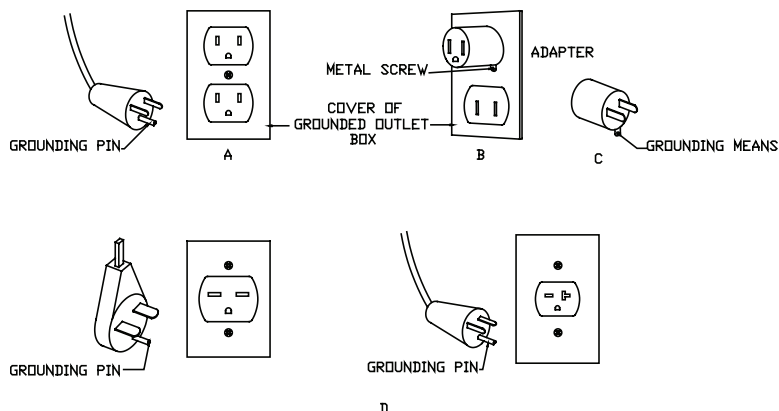 ADAPTER
METAL SCREW
COVER OF
GROUNDED OUTLET
BOX
GROUNDING PIN
A
B
C
GROUNDING MEANS
GROUNDING PIN
GROUNDING PIN
D